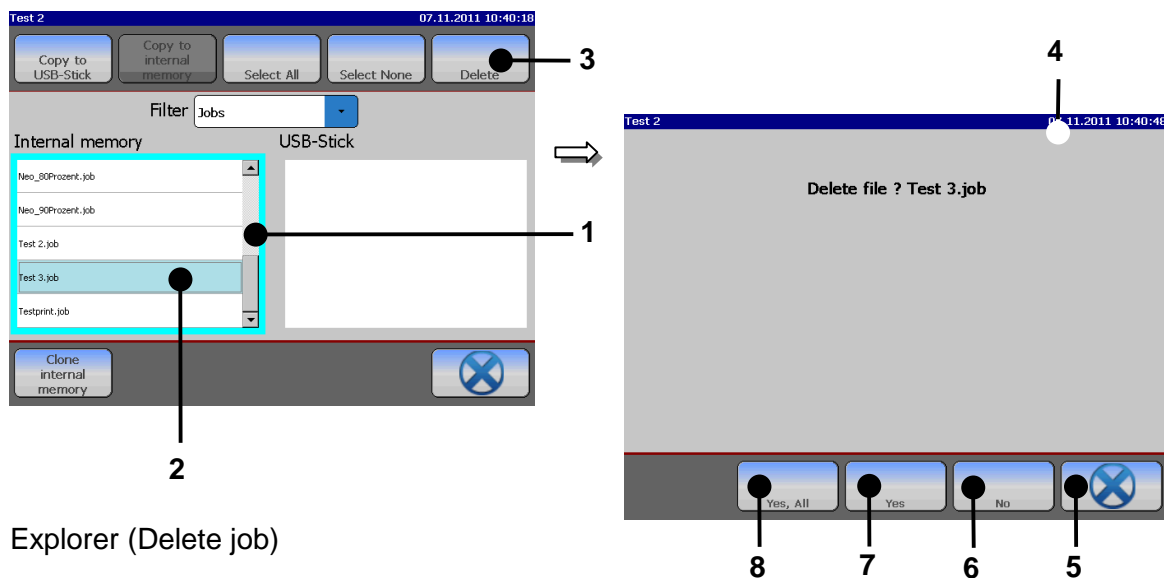 Test 2 07.11.2011 10:40:18
Copy to
USB-Stick
Copy to
internal
memory
Select All
Select None
Delete
3
Filter Jobs
Internal memory USB-Stick
Neo_80Prozent.job
Neo_90Prozent.job
Test 2.job
Test 3.job
Testprint.job
1
Clone
internal
memory
2
Explorer (Delete job)
4
Test 2 .11.2011 10:40:48
Delete file ? Test 3.job
Yes, All Yes No
8 7 6 5